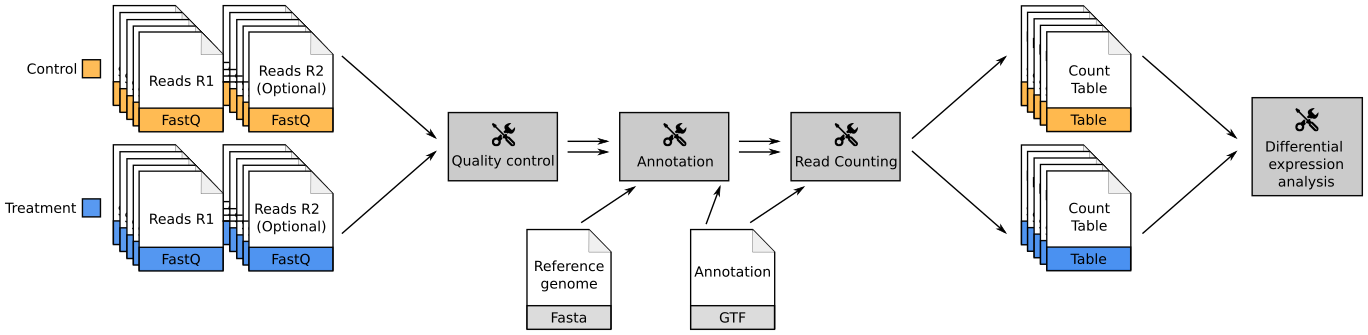 Control
Reads R1
FastQ
Reads R2
(Optional)
FastQ
Treatment
Reads R1
FastQ
Reads R2
(Optional)
FastQ
Quality control
Annotation
Read Counting
Reference
genome
Fasta
Annotation
GTF
Count
Table
Table
Count
Table
Table
Differential
expression
analysis